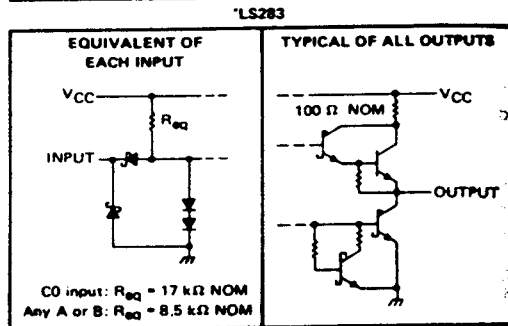 'LS283
EQUIVALENT OF
EACH INPUT
VCC
Req
INPUT
C0 input: Req = 17 kΩ NOM
Any A or B: Req = 8.5 kΩ NOM
TYPICAL OF ALL OUTPUTS
VCC
100 Ω NOM
OUTPUT